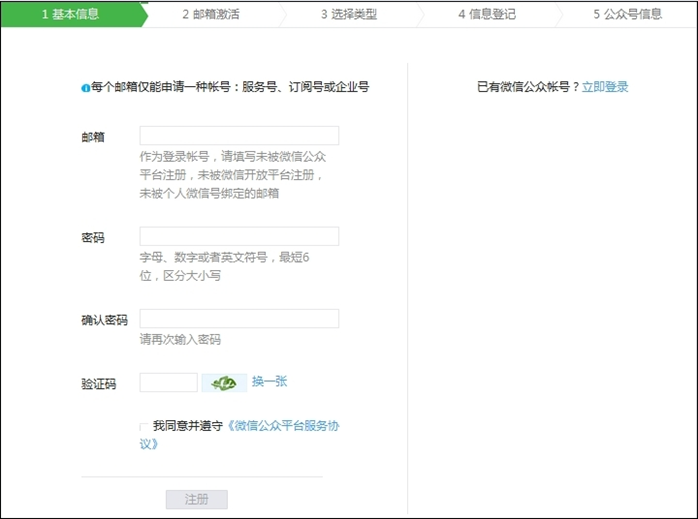 1 基本信息
2 邮箱激活
3 选择类型
4 信息登记
5 公众号信息
每个邮箱仅能申请一种帐号：服务号、订阅号或企业号
已有微信公众帐号？立即登录
邮箱
作为登录帐号，请填写未被微信公众
平台注册，未被微信开放平台注册，
未被个人微信号绑定的邮箱
密码
字母、数字或者英文符号，最短6
位，区分大小写
确认密码
请再次输入密码
验证码
换一张
我同意并遵守《微信公众平台服务协
议》
注册